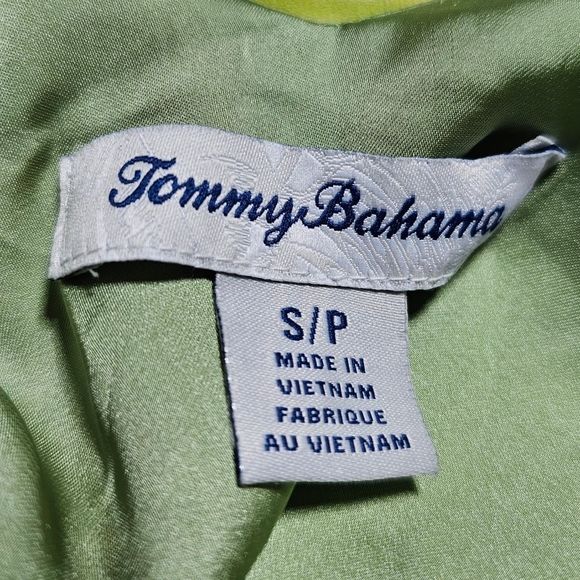 Tommy Bahama
S/P
MADE IN
VIETNAM
FABRIQUE
AU VIETNAM